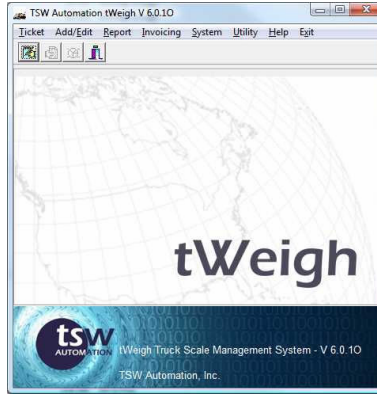 TSW Automation tWeigh V 6.0.1O
Ticket Add/Edit Report Invoicing System Utility Help Exit
tWeigh
tsw
AUTOMATION
tWeigh Truck Scale Management System - V 6.0.1O
TSW Automation, Inc.